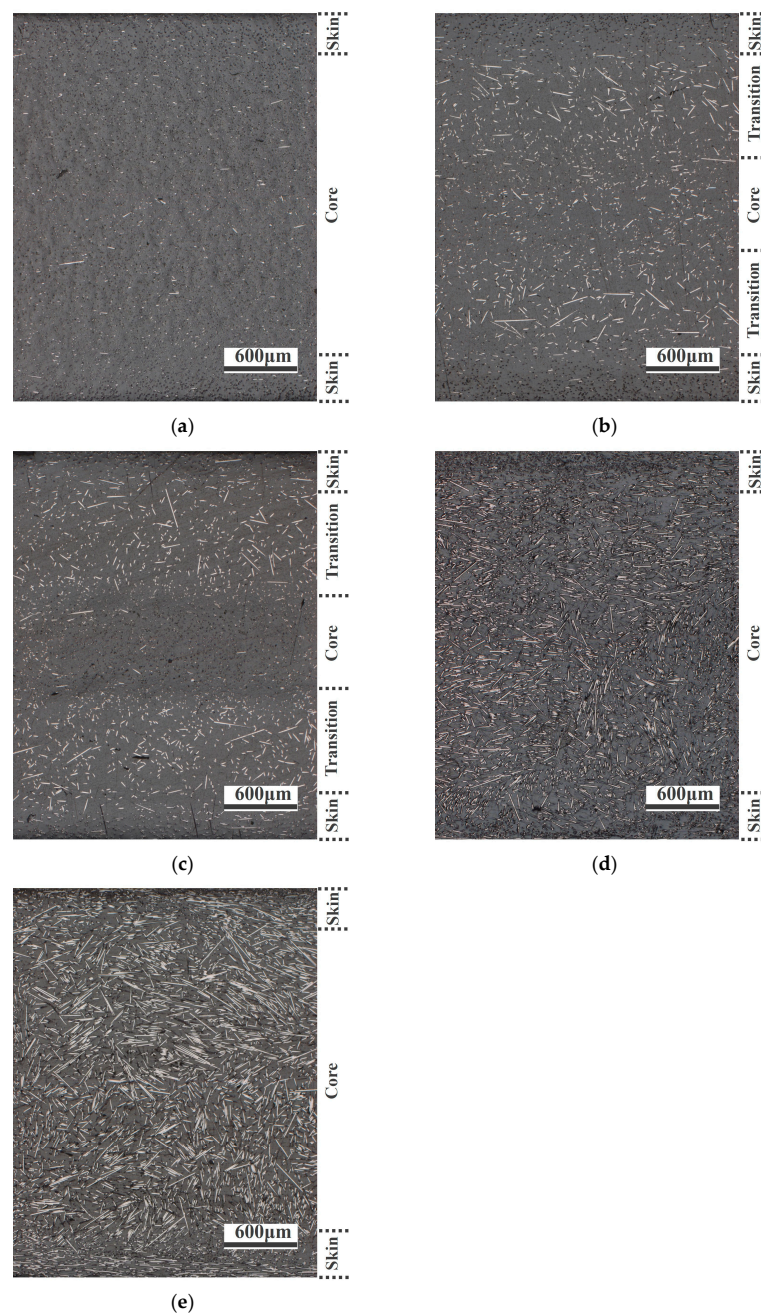 Skin
Core
600μm
Skin
(a)
Skin
Transition
Core
Transition
600μm
Skin
(b)
Skin
Transition
Core
Transition
600μm
Skin
(c)
Skin
Core
600μm
Skin
(d)
Skin
Core
600μm
Skin
(e)